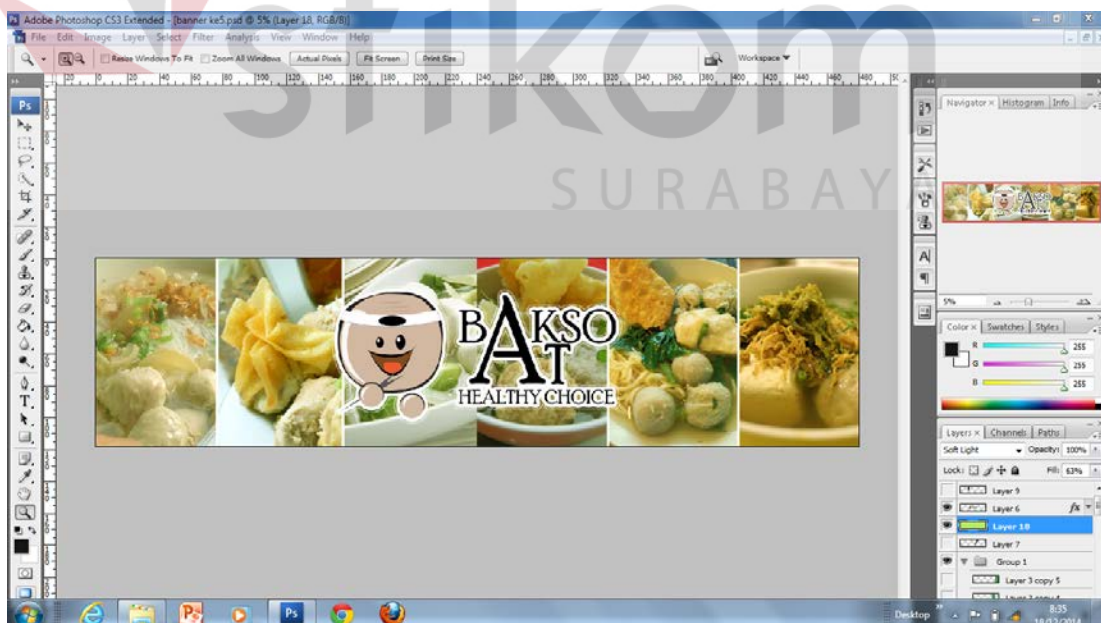 Adobe Photoshop CS3 Extended - [banner ke5.psd @ 5% (Layer 18, RGB/8)]
File Edit Image Layer Select Filter Analysis View Window Help
Resize Windows To Fit Zoom All Windows Actual Pixels Fit Screen Print Size Workspace
stikom
SURABAYA
Ps
Navigator Histogram Info
BAKSO
AT
HEALTHY CHOICE
5%
Color Swatches Styles
R 255
G 255
B 255
Layers Channels Paths
Soft Light Opacity: 100%
Lock: Fill: 63%
Layer 9
Layer 6 fx
Layer 18
Layer 7
Group 1
Layer 3 copy 5
Desktop
8:35